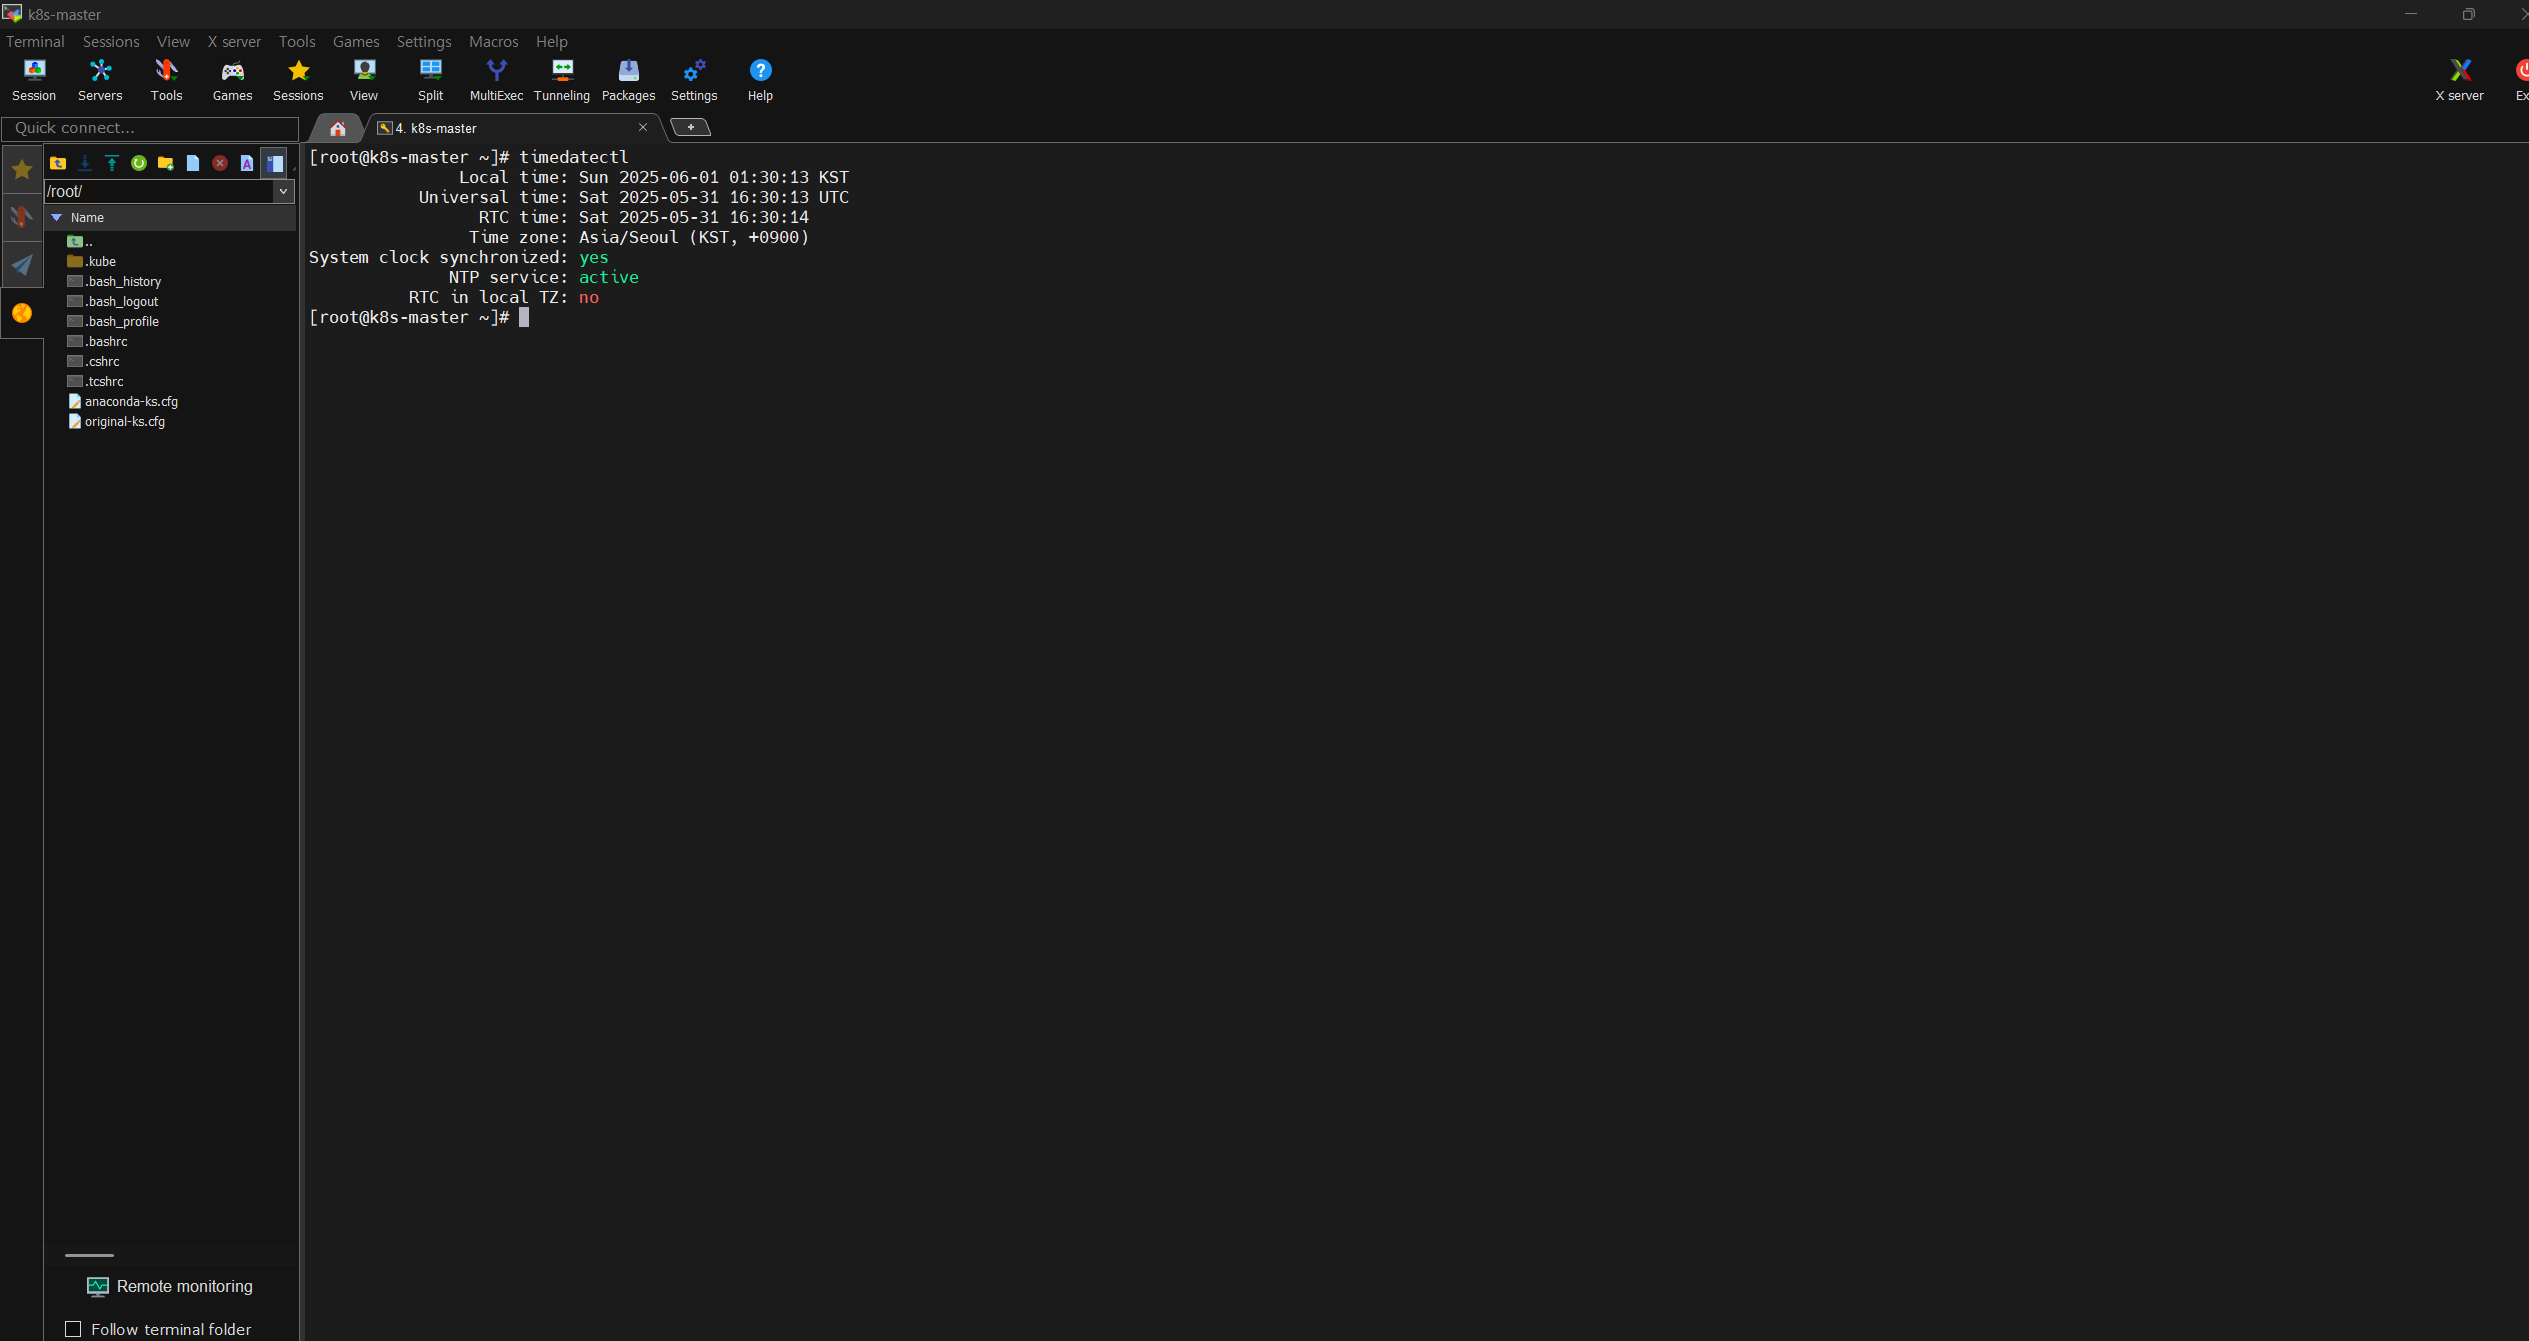 k8s-master
Terminal Sessions View X server Tools Games Settings Macros Help
Session Servers Tools Games Sessions View Split MultiExec Tunneling Packages Settings Help X server
Quick connect...
4. k8s-master
/root/
Name
..
.kube
.bash_history
.bash_logout
.bash_profile
.bashrc
.cshrc
.tcshrc
anaconda-ks.cfg
original-ks.cfg
Remote monitoring
Follow terminal folder
[root@k8s-master ~]# timedatectl
Local time: Sun 2025-06-01 01:30:13 KST
Universal time: Sat 2025-05-31 16:30:13 UTC
RTC time: Sat 2025-05-31 16:30:14
Time zone: Asia/Seoul (KST, +0900)
System clock synchronized: yes
NTP service: active
RTC in local TZ: no
[root@k8s-master ~]#